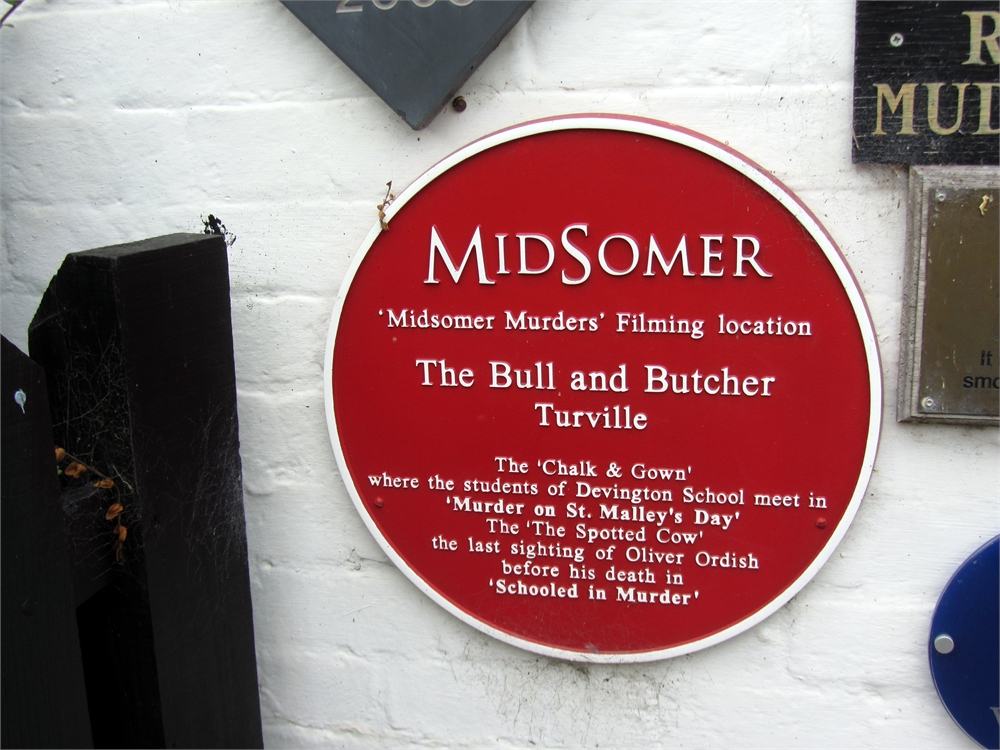 MIDSOMER
'Midsomer Murders' Filming location
The Bull and Butcher
Turville
The 'Chalk & Gown'
where the students of Devington School meet in
'Murder on St. Malley's Day'
The 'The Spotted Cow'
the last sighting of Oliver Ordish
before his death in
'Schooled in Murder'
It